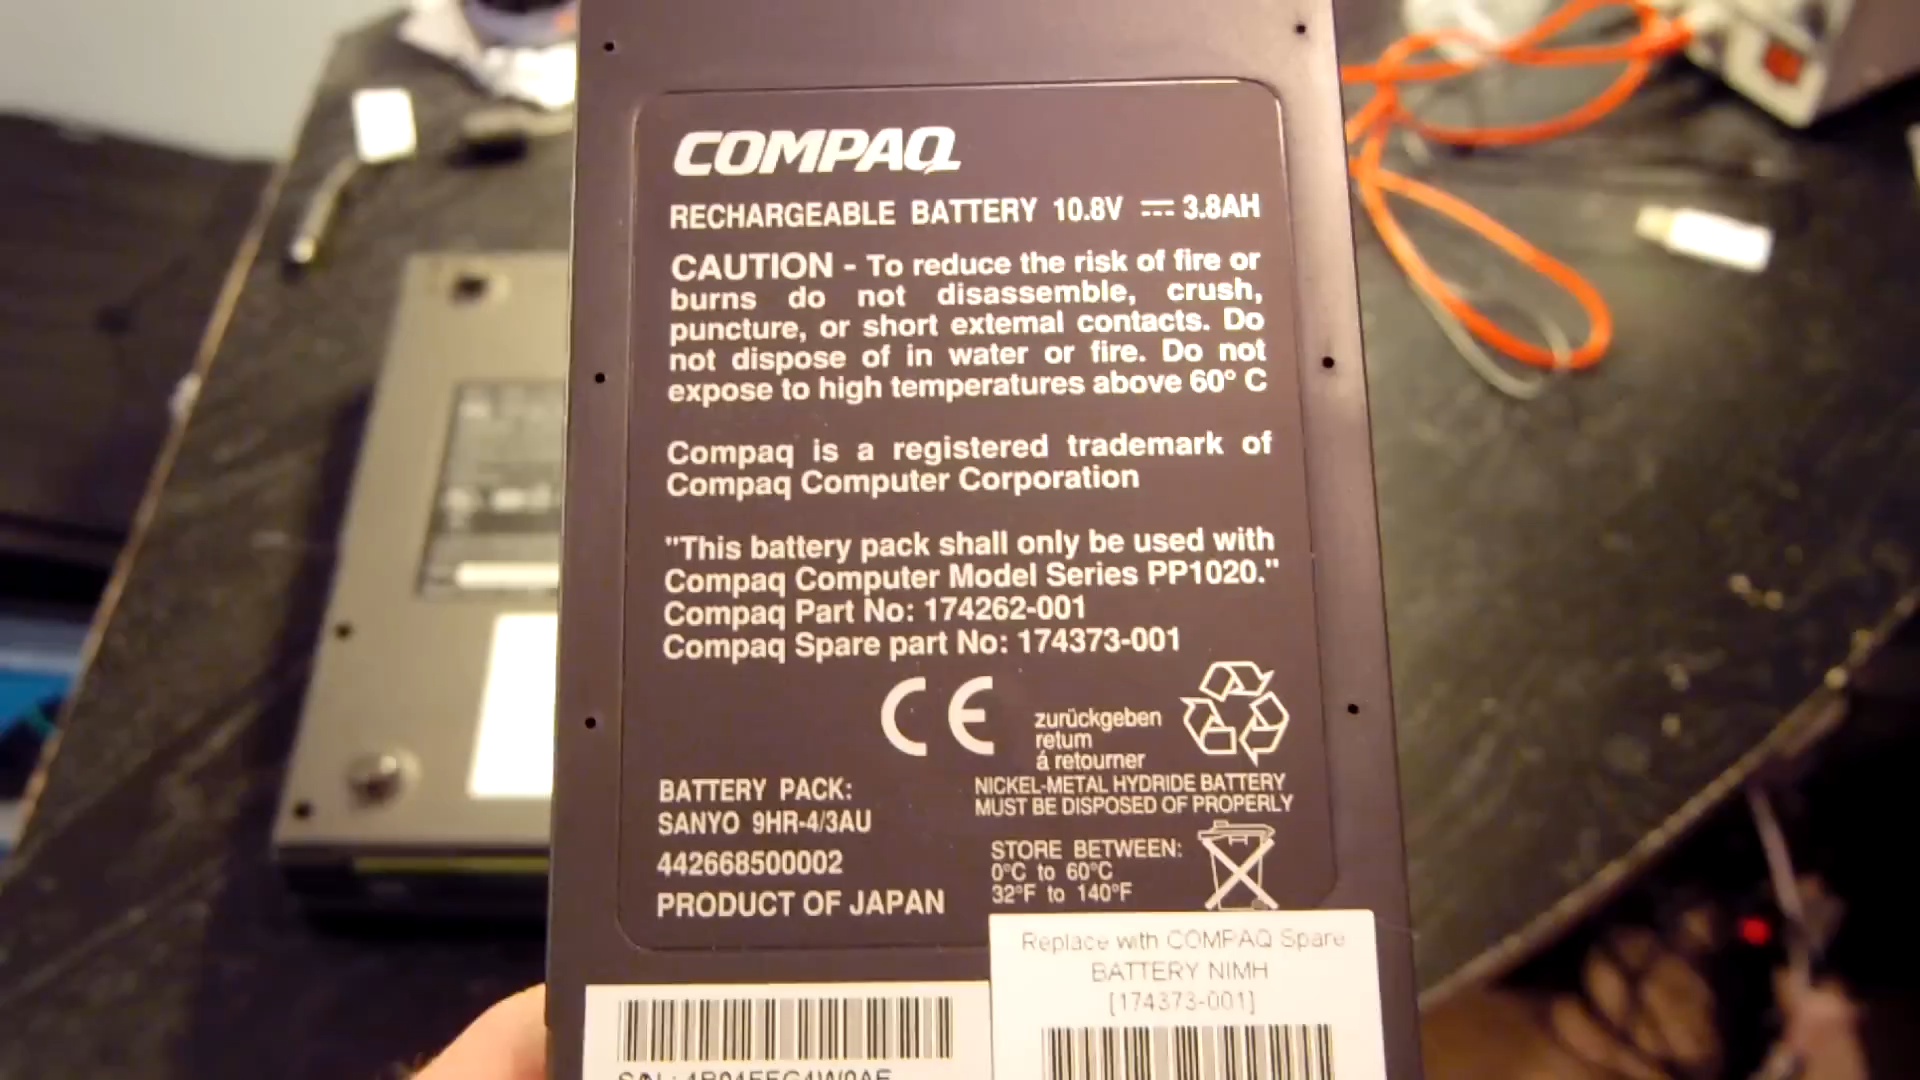 COMPAQ
RECHARGEABLE BATTERY 10.8V ⎓ 3.8AH
CAUTION - To reduce the risk of fire or
burns do not disassemble, crush,
puncture, or short external contacts. Do
not dispose of in water or fire. Do not
expose to high temperatures above 60° C
Compaq is a registered trademark of
Compaq Computer Corporation
"This battery pack shall only be used with
Compaq Computer Model Series PP1020."
Compaq Part No: 174262-001
Compaq Spare part No: 174373-001
CE
zurückgeben
return
á retourner
NICKEL-METAL HYDRIDE BATTERY
MUST BE DISPOSED OF PROPERLY
BATTERY PACK:
SANYO 9HR-4/3AU
442668500002
PRODUCT OF JAPAN
STORE BETWEEN:
0°C to 60°C
32°F to 140°F
Replace with COMPAQ Spare
BATTERY NIMH
[174373-001]